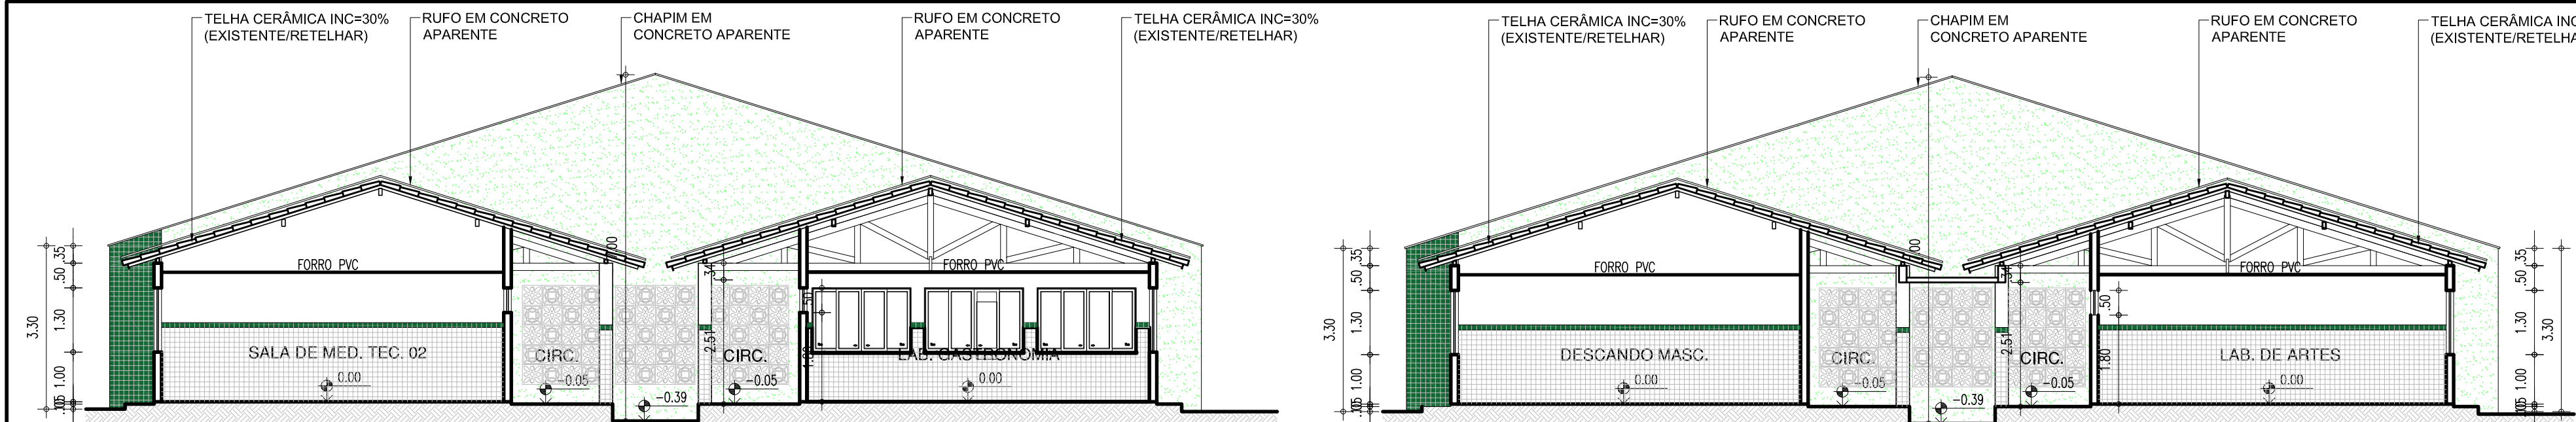 TELHA CERÂMICA INC=30%
(EXISTENTE/RETELHAR)
RUFO EM CONCRETO
APARENTE
CHAPIM EM
CONCRETO APARENTE
RUFO EM CONCRETO
APARENTE
TELHA CERÂMICA INC=30%
(EXISTENTE/RETELHAR)
FORRO PVC
FORRO PVC
.35
.50
1.30
1.00
3.30
.34
2.51
.50
SALA DE MED. TEC. 02
0.00
CIRC.
-0.05
-0.39
CIRC.
-0.05
LAB. GASTRONOMIA
0.00
TELHA CERÂMICA INC=30%
(EXISTENTE/RETELHAR)
RUFO EM CONCRETO
APARENTE
CHAPIM EM
CONCRETO APARENTE
RUFO EM CONCRETO
APARENTE
TELHA CERÂMICA INC
(EXISTENTE/RETELHA
FORRO PVC
FORRO PVC
.35
.50
1.30
1.00
3.30
2.51
.50
1.80
DESCANDO MASC.
0.00
CIRC.
-0.05
-0.39
CIRC.
-0.05
LAB. DE ARTES
0.00
.35
.50
1.30
1.00
3.30